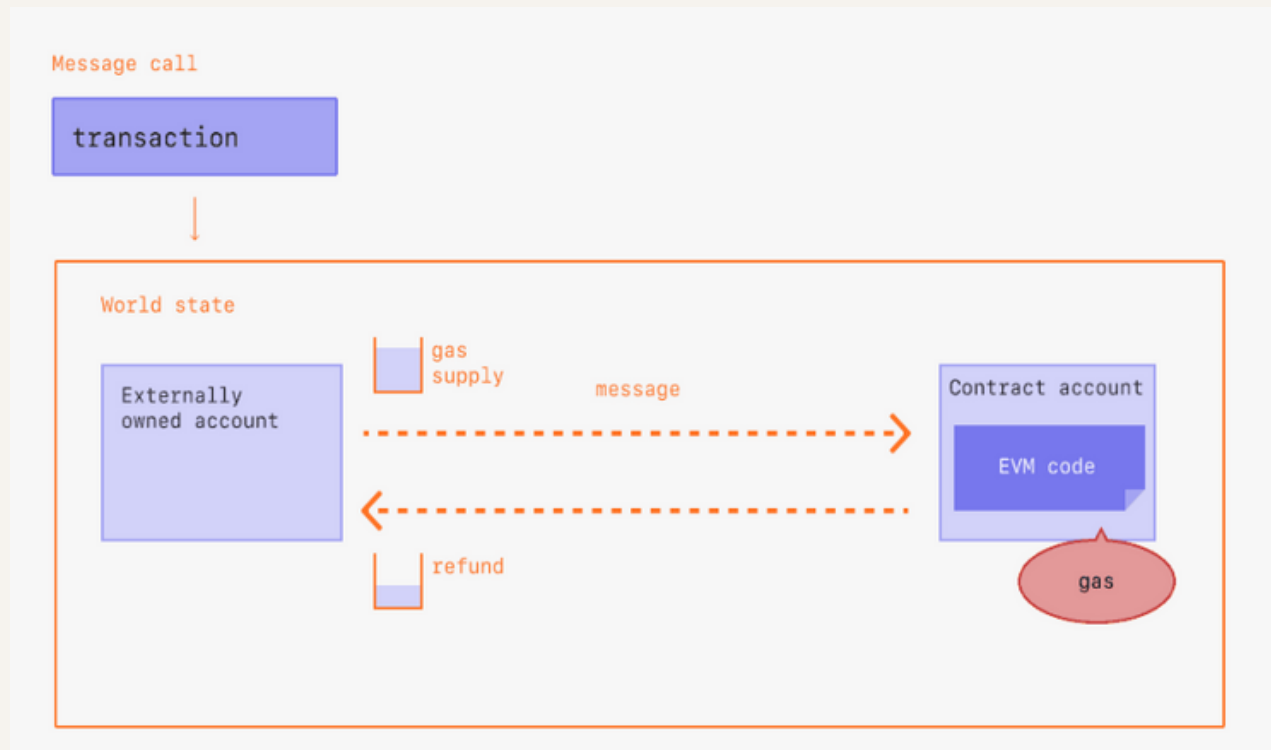 Message call
transaction
World state
Externally
owned account
gas
supply
message
Contract account
EVM code
refund
gas